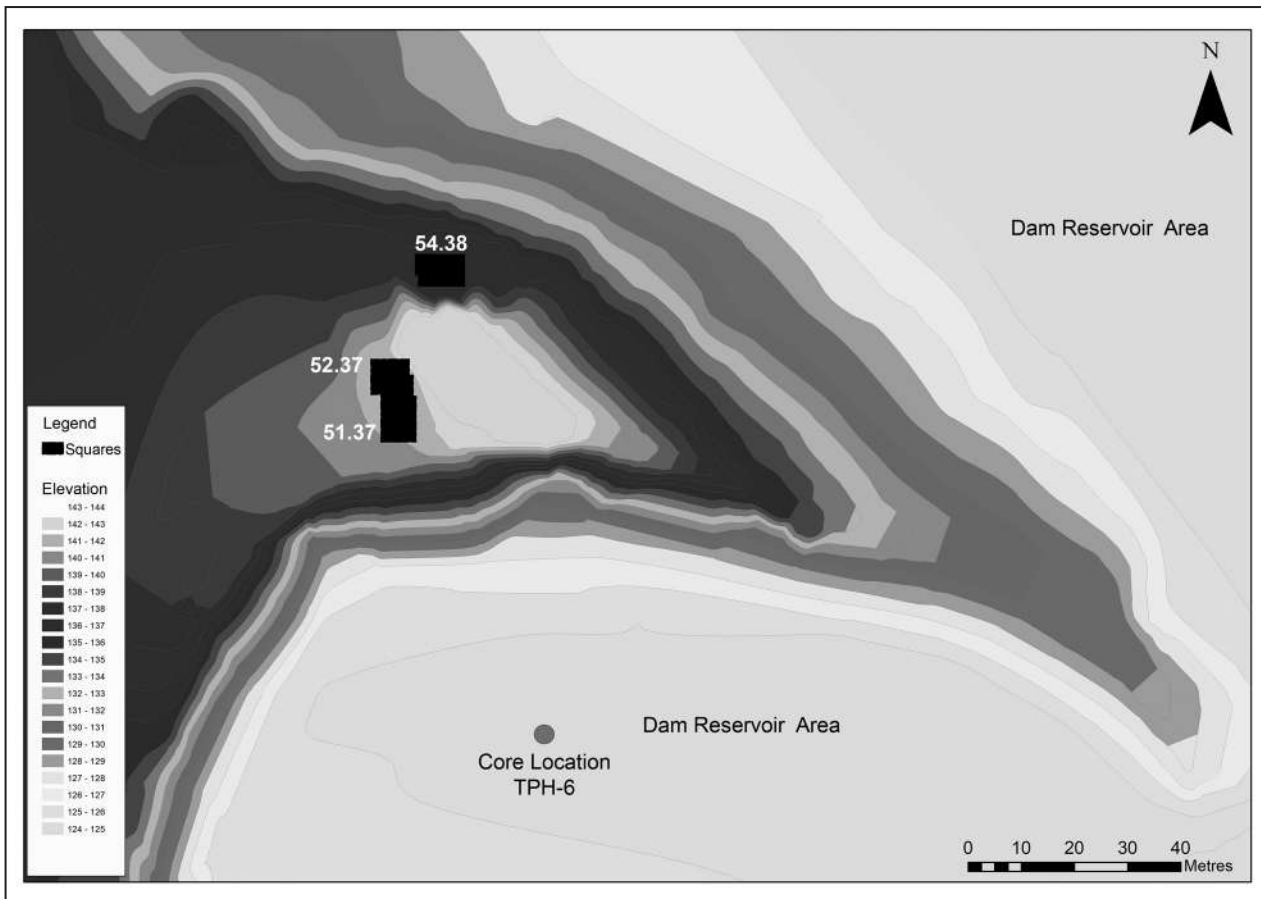 N
Dam Reservoir Area
54.38
52.37
51.37
Legend
Squares
Elevation
143 - 144
142 - 143
141 - 142
140 - 141
139 - 140
138 - 139
137 - 138
136 - 137
135 - 136
134 - 135
133 - 134
132 - 133
131 - 132
130 - 131
129 - 130
128 - 129
127 - 128
126 - 127
125 - 126
124 - 125
Dam Reservoir Area
Core Location
TPH-6
0 10 20 30 40
Metres